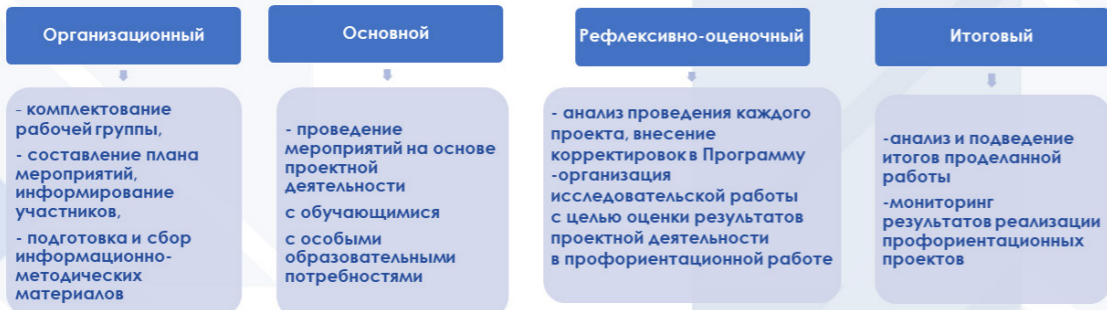 Организационный
- комплектование
рабочей группы,
- составление плана
мероприятий,
информирование
участников,
- подготовка и сбор
информационно-
методических
материалов
Основной
- проведение
мероприятий на основе
проектной
деятельности
с обучающимися
с особыми
образовательными
потребностями
Рефлексивно-оценочный
- анализ проведения каждого
проекта, внесение
корректировок в Программу
-организация
исследовательской работы
с целью оценки результатов
проектной деятельности
в профориентационной работе
Итоговый
-анализ и подведение
итогов проделанной
работы
-мониторинг
результатов реализации
профориентационных
проектов